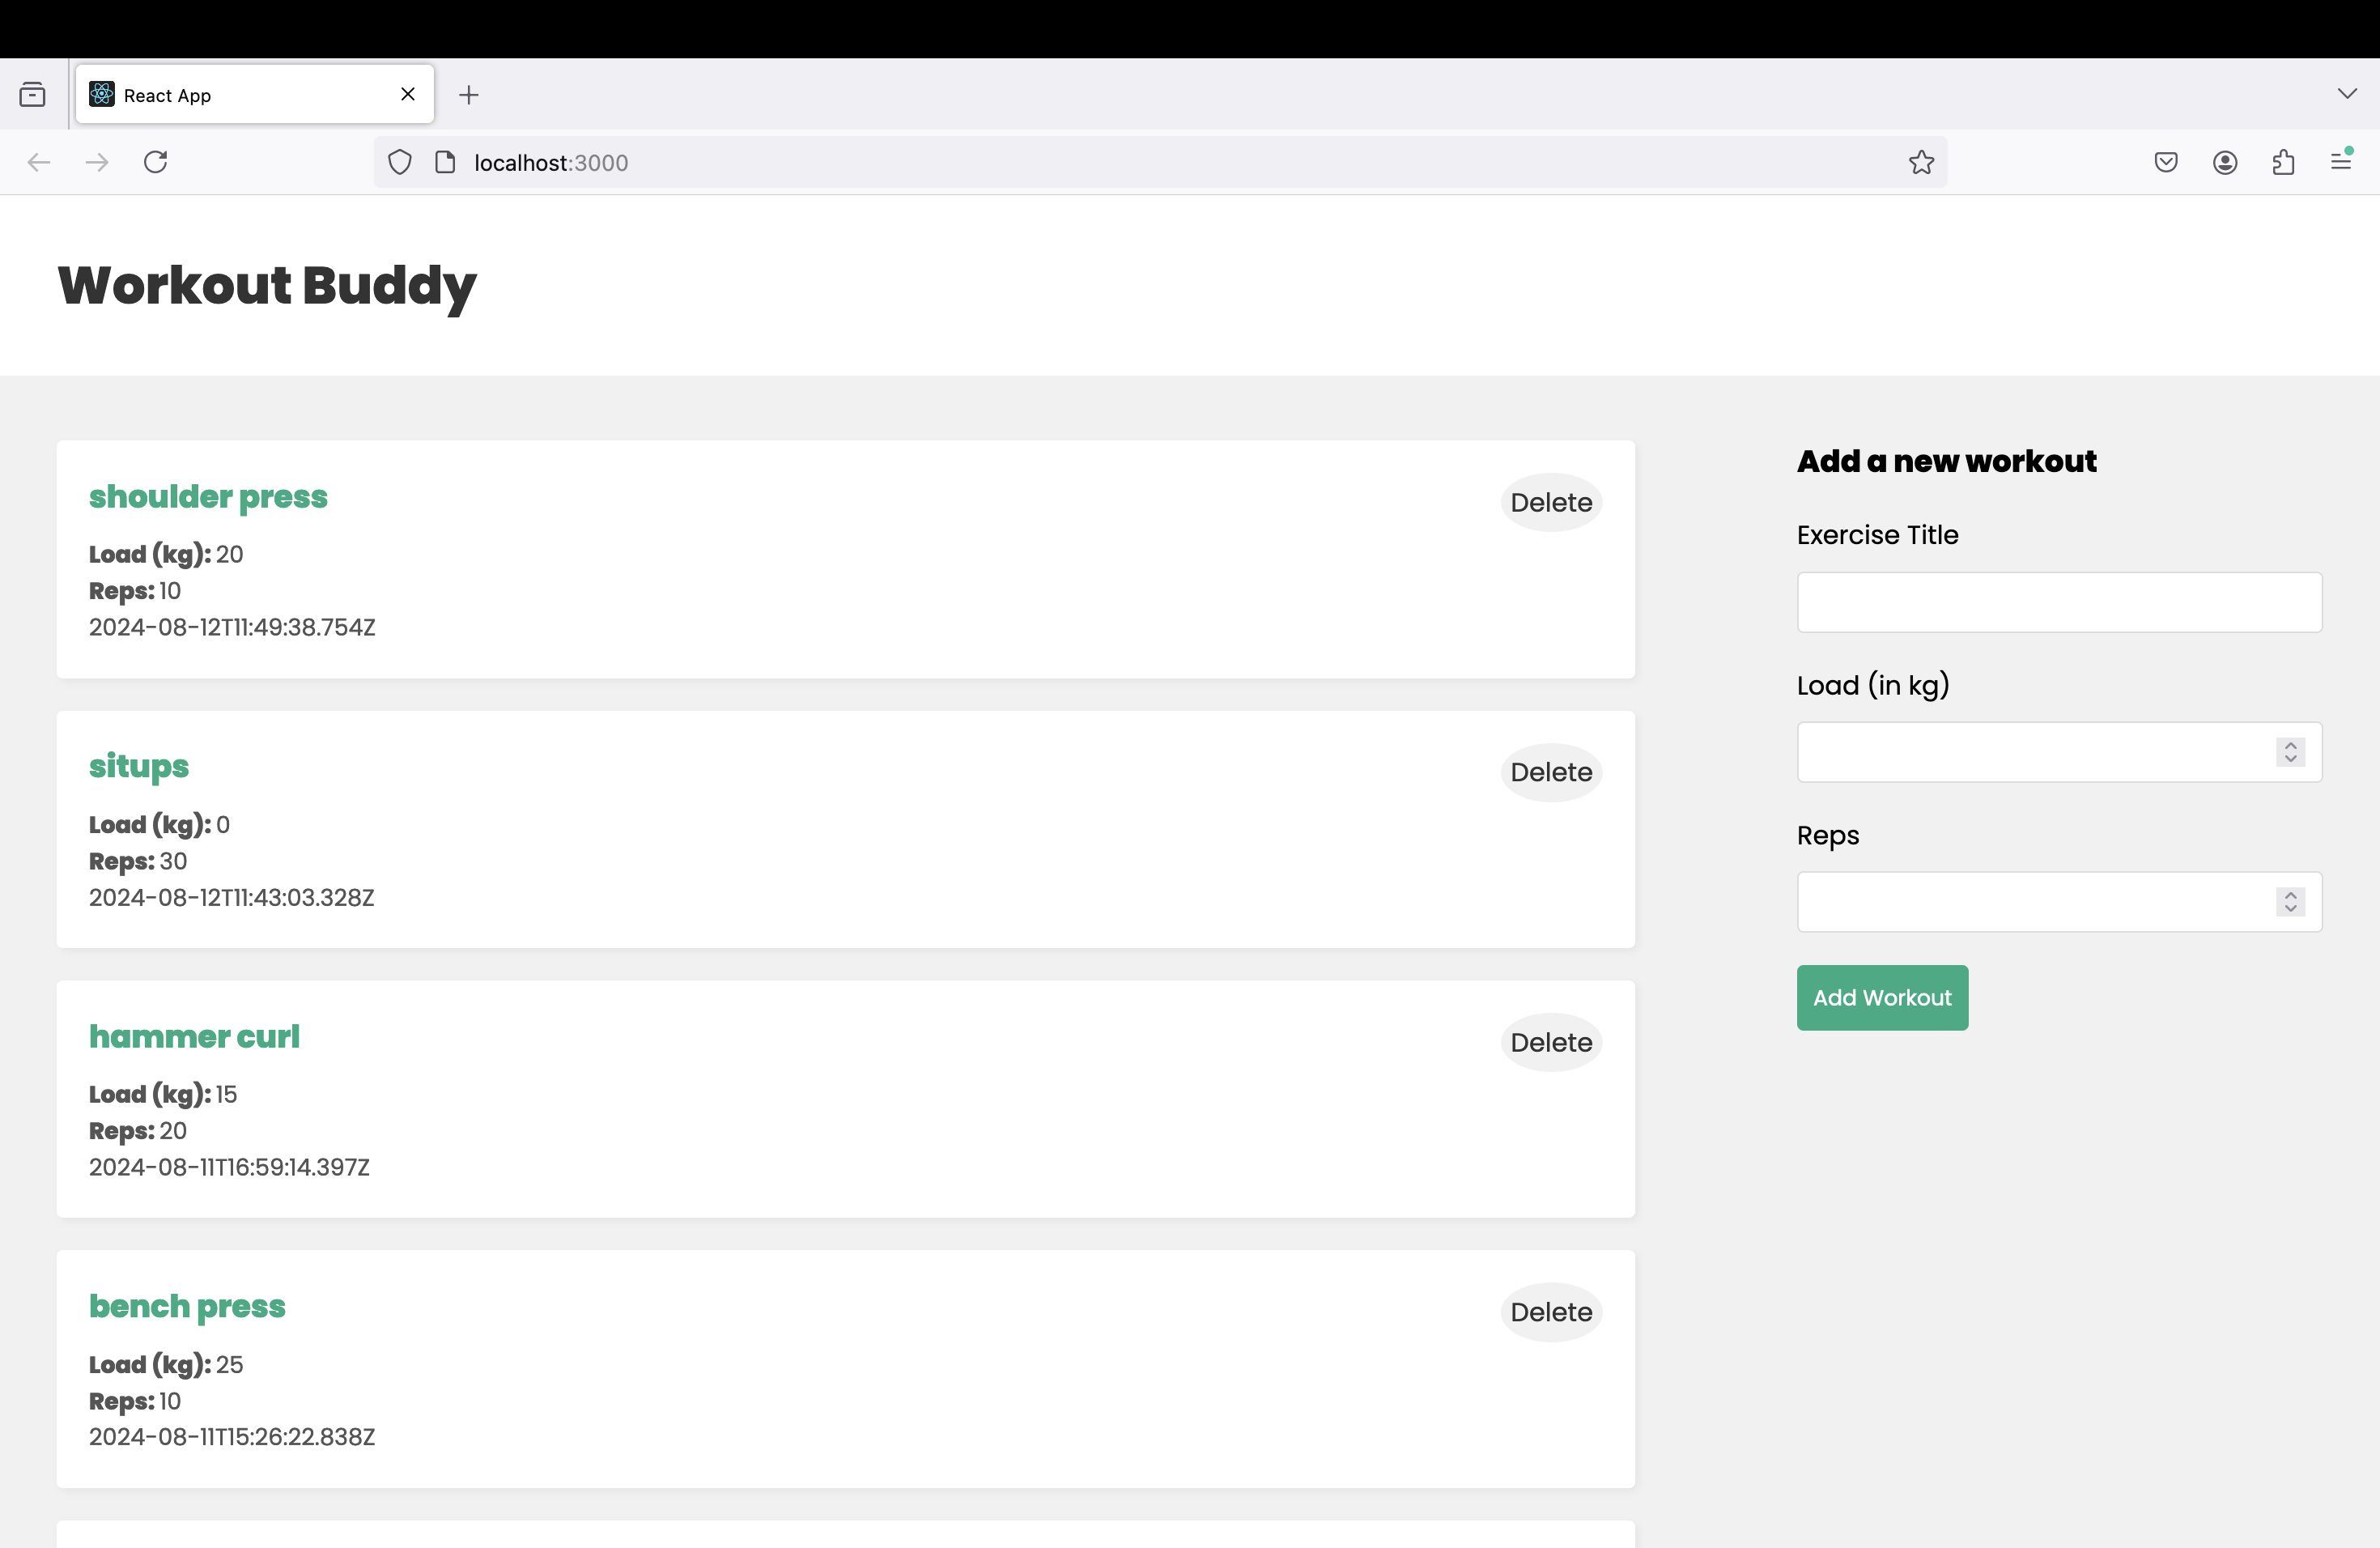 React App
localhost:3000
Workout Buddy
shoulder press
Delete
Load (kg): 20
Reps: 10
2024-08-12T11:49:38.754Z
situps
Delete
Load (kg): 0
Reps: 30
2024-08-12T11:43:03.328Z
hammer curl
Delete
Load (kg): 15
Reps: 20
2024-08-11T16:59:14.397Z
bench press
Delete
Load (kg): 25
Reps: 10
2024-08-11T15:26:22.838Z
Add a new workout
Exercise Title
Load (in kg)
Reps
Add Workout